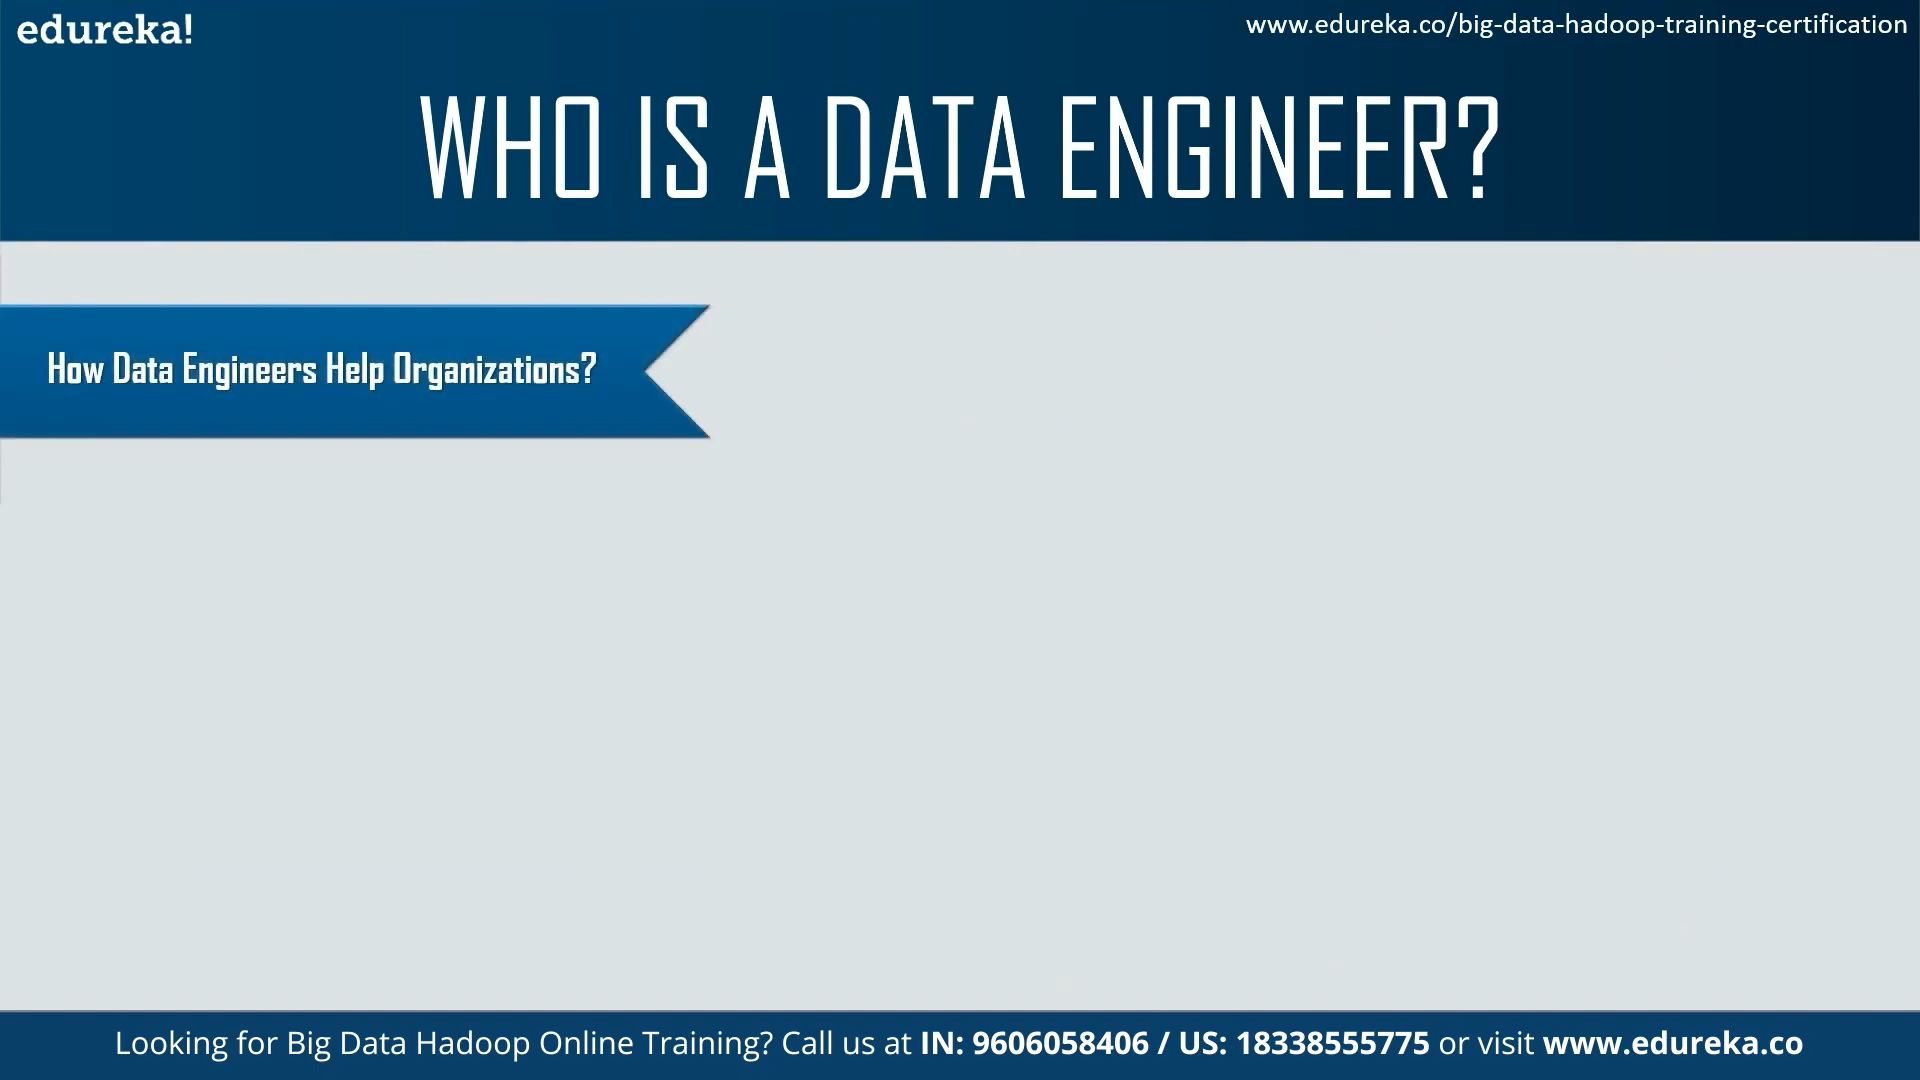 edureka!
www.edureka.co/big-data-hadoop-training-certification
WHO IS A DATA ENGINEER?
How Data Engineers Help Organizations?
Looking for Big Data Hadoop Online Training? Call us at IN: 9606058406 / US: 18338555775 or visit www.edureka.co